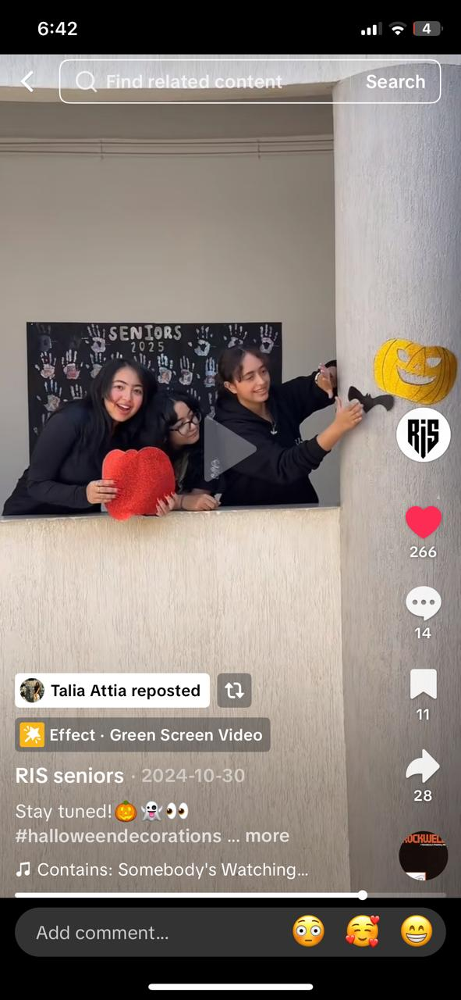 6:42
4
Find related content
Search
SENIORS
2025
RIS
266
14
11
28
Talia Attia reposted
Effect · Green Screen Video
RIS seniors · 2024-10-30
Stay tuned!🎃👻👀
#halloweendecorations ... more
Contains: Somebody's Watching...
ROCKWELL
Add comment...